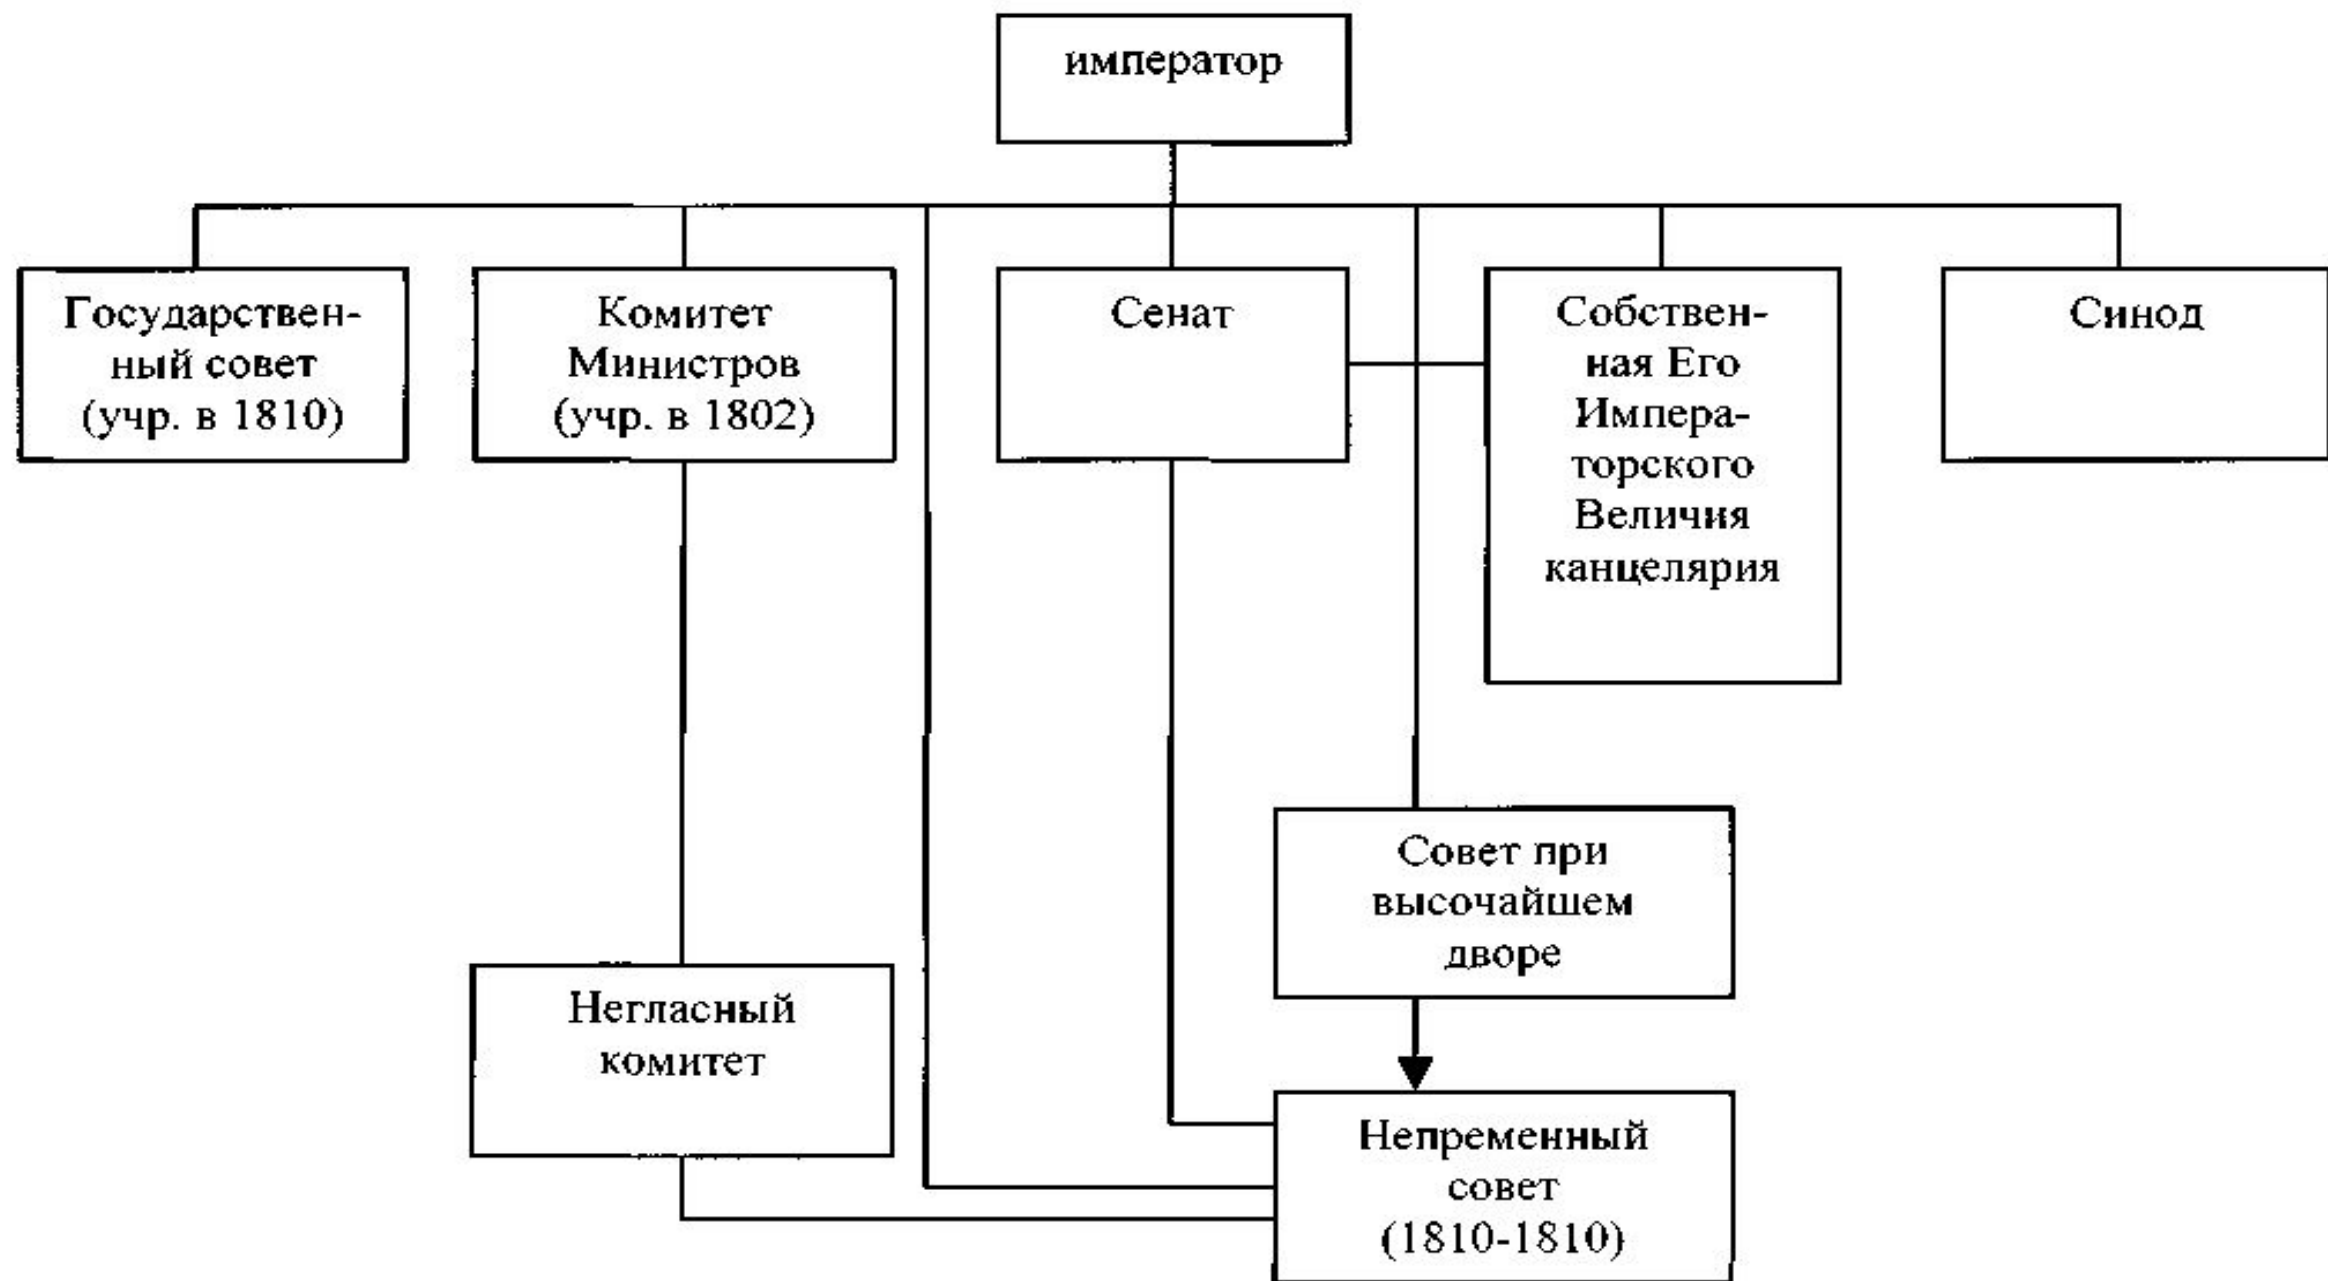 император
Государствен-
ный совет
(учр. в 1810)
Комитет
Министров
(учр. в 1802)
Сенат
Собствен-
ная Его
Импера-
торского
Величия
канцелярия
Синод
Совет при
высочайшем
дворе
Негласный
комитет
Непременный
совет
(1810-1810)